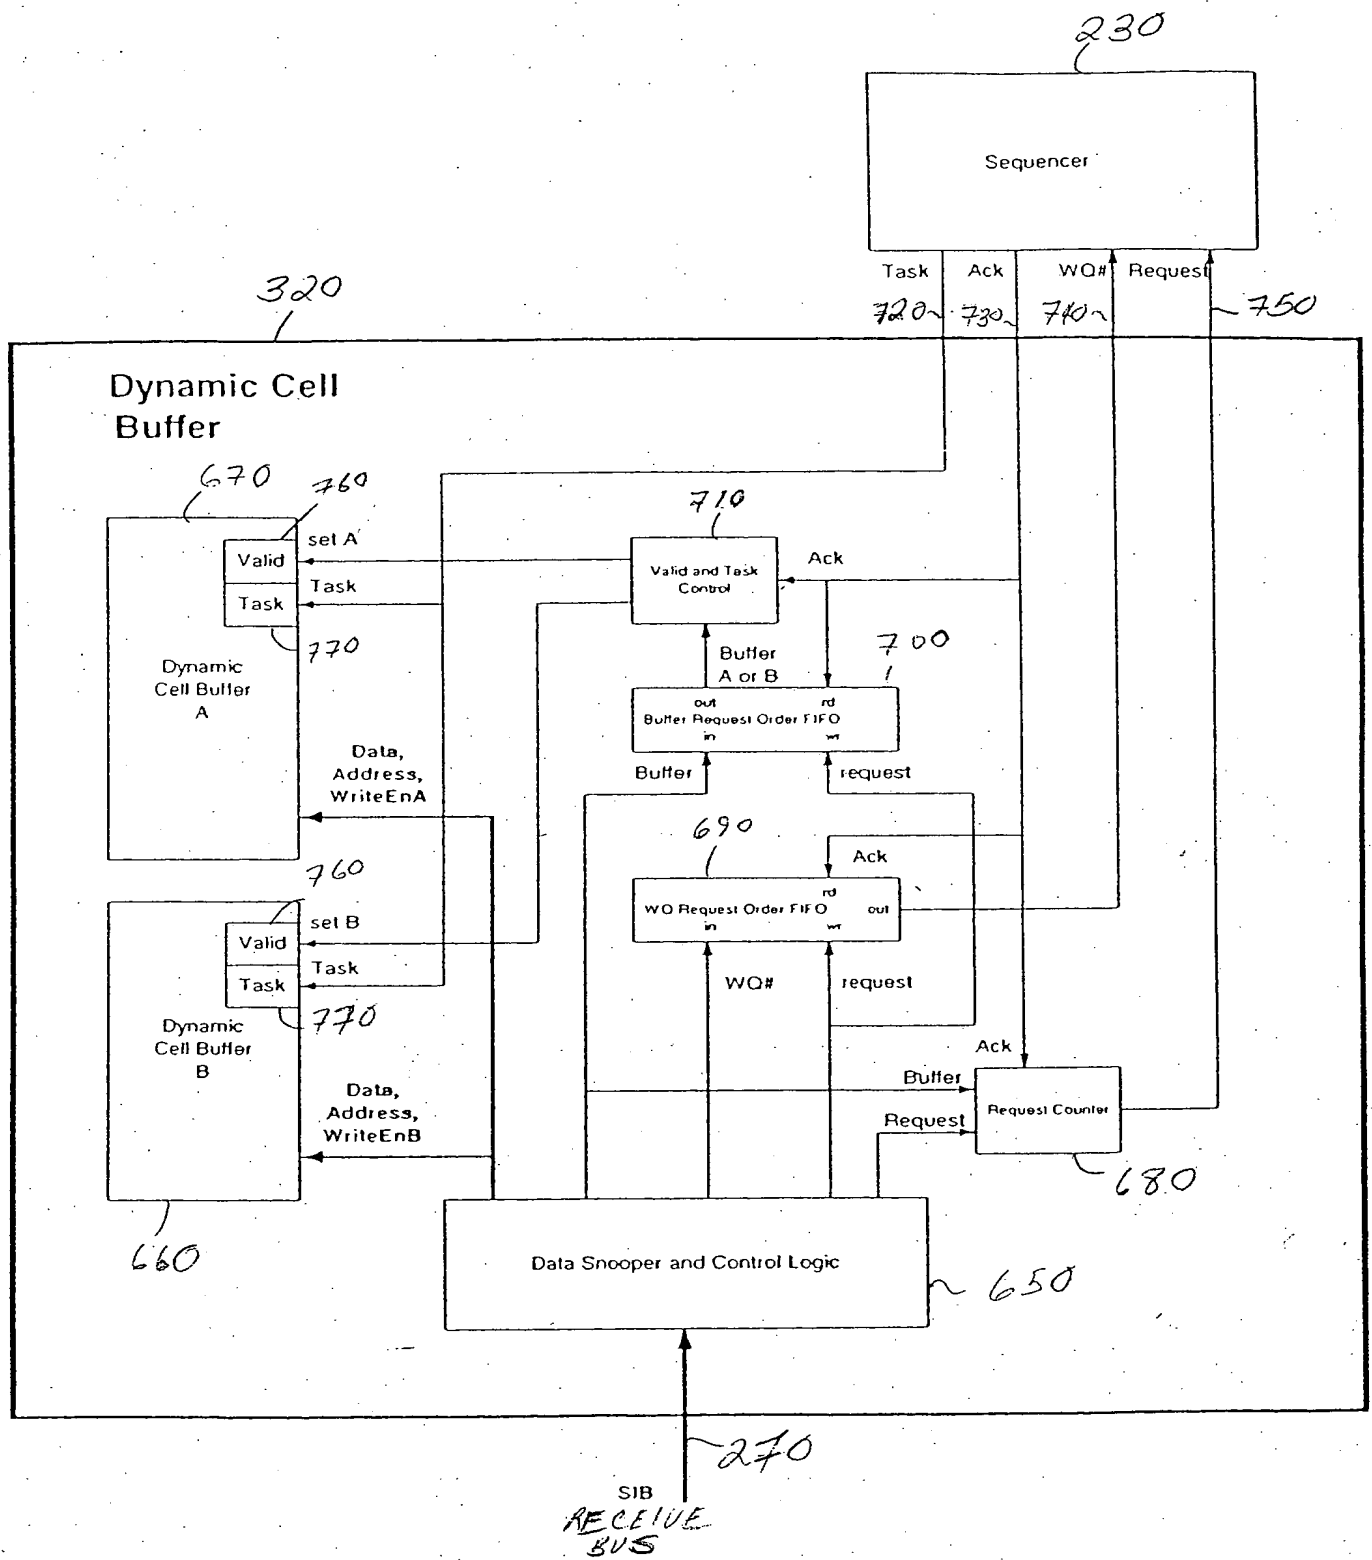 230
Sequencer
Task Ack WQ# Request
320
720 730 740 750
Dynamic Cell
Buffer
670
760
710
set A
Valid
Ack
Valid and Task
Control
Task
Task
770
700
Buffer
A or B
Dynamic
Cell Buffer
A
out rd
Buffer Request Order FIFO
in wr
Data,
Address,
WriteEnA
Buffer request
690
Ack
760
rd
WQ Request Order FIFO out
in wr
set B
Valid
Task
Task
WQ# request
770
Dynamic
Cell Buffer
B
Ack
Buffer
Data,
Address,
WriteEnB
Request
Request Counter
680
660
Data Snooper and Control Logic
650
270
SIB
RECEIVE
BUS